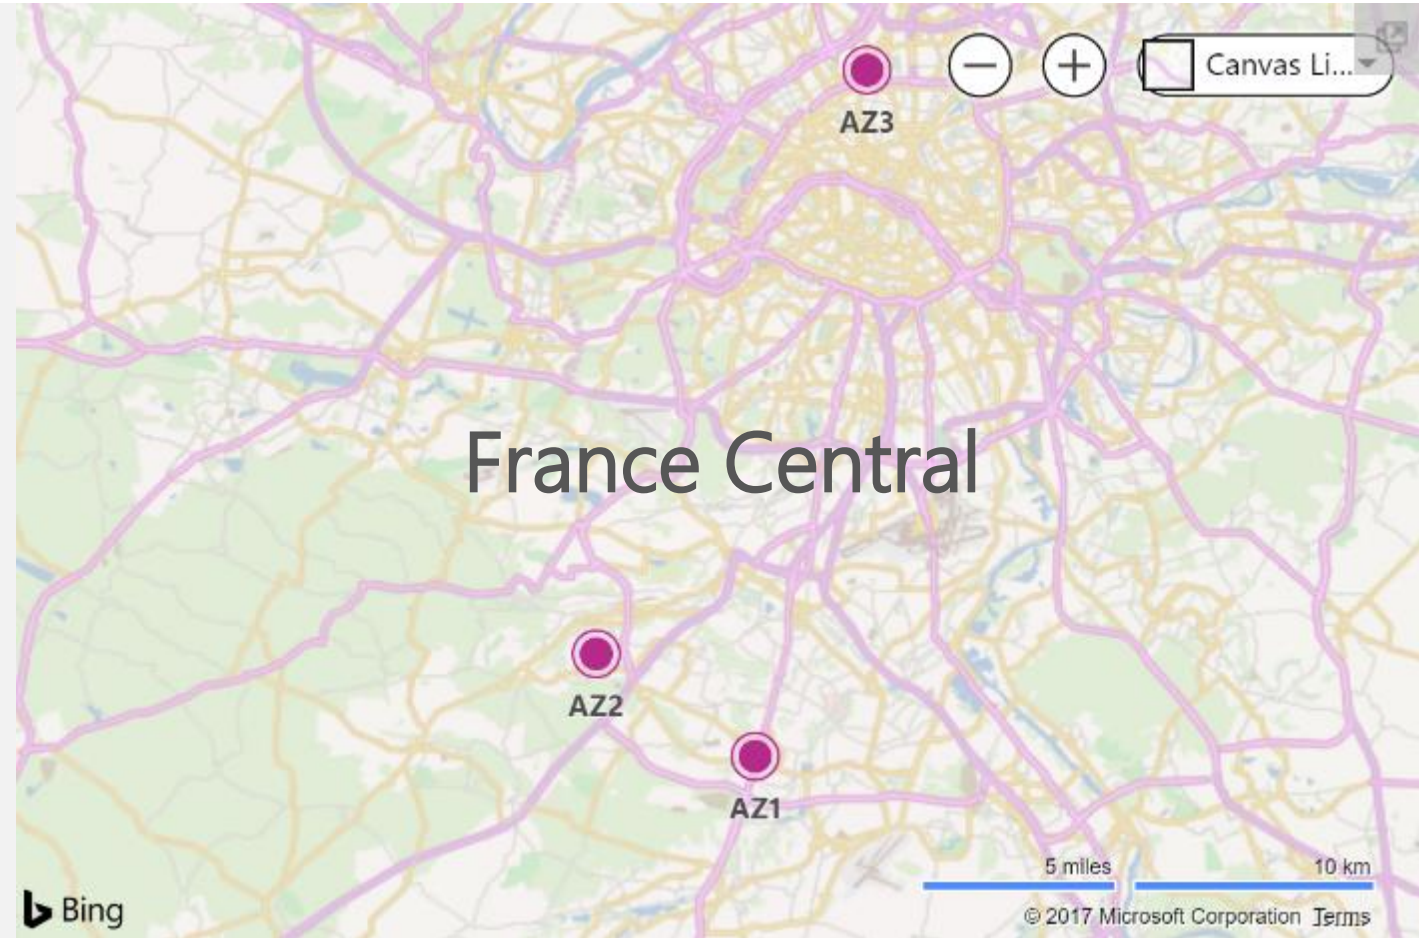 Canvas Li...
AZ3
France Central
AZ2
AZ1
5 miles
10 km
Bing
© 2017 Microsoft Corporation Terms